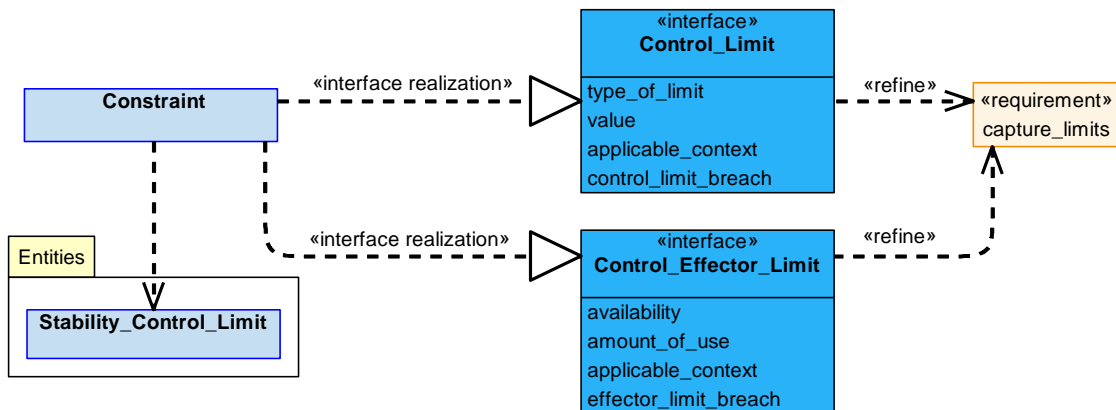 «interface»
Control_Limit
type_of_limit
value
applicable_context
control_limit_breach
Constraint
«interface realization»
«refine»
«requirement»
capture_limits
Entities
Stability_Control_Limit
«interface realization»
«interface»
Control_Effector_Limit
availability
amount_of_use
applicable_context
effector_limit_breach
«refine»